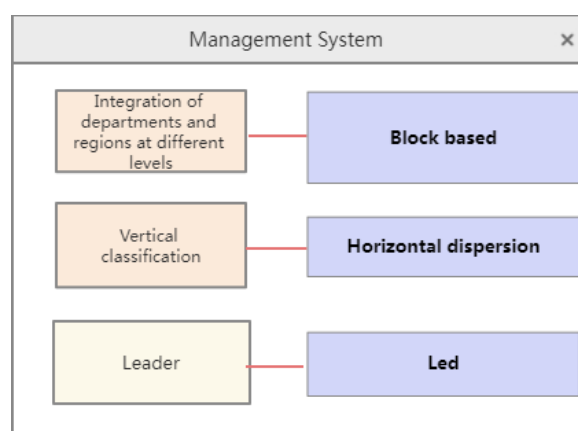 Management System ×
Integration of
departments and
regions at different
levels
Block based
Vertical
classification
Horizontal dispersion
Leader
Led